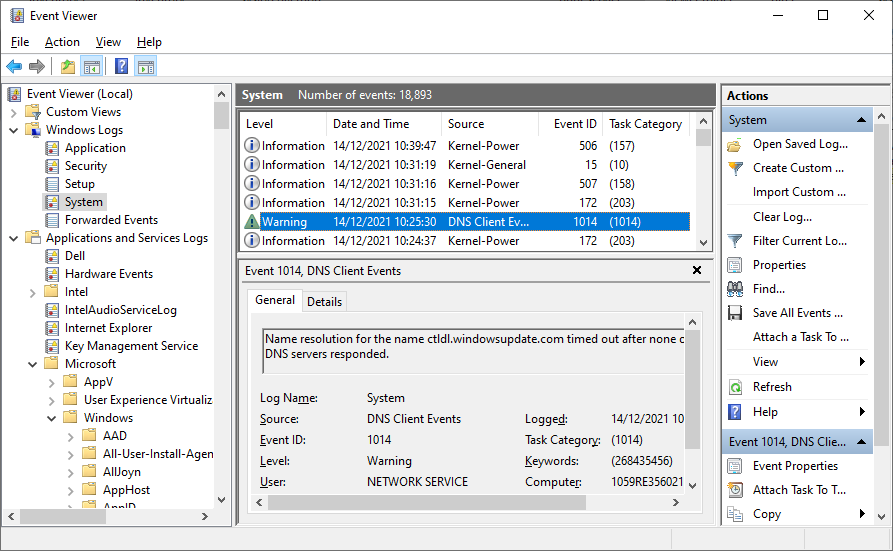 Event Viewer
File Action View Help
Event Viewer (Local)
Custom Views
Windows Logs
Application
Security
Setup
System
Forwarded Events
Applications and Services Logs
Dell
Hardware Events
Intel
IntelAudioServiceLog
Internet Explorer
Key Management Service
Microsoft
AppV
User Experience Virtualiz
Windows
AAD
All-User-Install-Agen
AllJoyn
AppHost
AppID
System Number of events: 18,893
Level Date and Time Source Event ID Task Category
Information 14/12/2021 10:39:47 Kernel-Power 506 (157)
Information 14/12/2021 10:31:19 Kernel-General 15 (10)
Information 14/12/2021 10:31:16 Kernel-Power 507 (158)
Information 14/12/2021 10:31:15 Kernel-Power 172 (203)
Warning 14/12/2021 10:25:30 DNS Client Ev... 1014 (1014)
Information 14/12/2021 10:24:37 Kernel-Power 172 (203)
Event 1014, DNS Client Events
General Details
Name resolution for the name ctldl.windowsupdate.com timed out after none c
DNS servers responded.
Log Name: System
Source: DNS Client Events Logged: 14/12/2021 10
Event ID: 1014 Task Category: (1014)
Level: Warning Keywords: (268435456)
User: NETWORK SERVICE Computer: 1059RE356021
Actions
System
Open Saved Log...
Create Custom ...
Import Custom ...
Clear Log...
Filter Current Lo...
Properties
Find...
Save All Events ...
Attach a Task To ...
View
Refresh
Help
Event 1014, DNS Clie...
Event Properties
Attach Task To T...
Copy